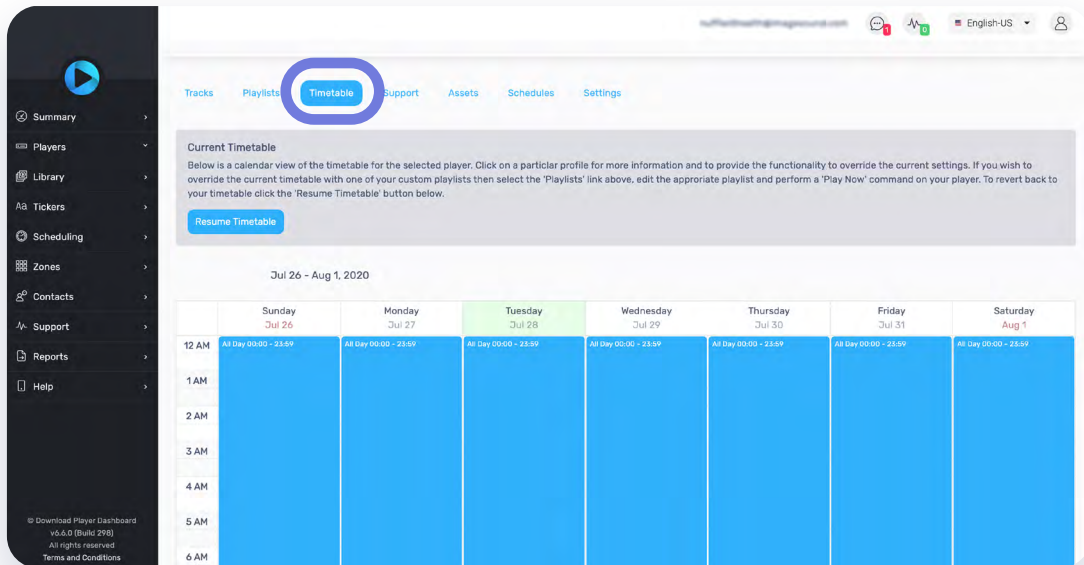 English-US
1
0
Tracks Playlists Timetable Support Assets Schedules Settings
Summary
Players
Library
Aa Tickers
Scheduling
Zones
Contacts
Support
Reports
Help
Current Timetable
Below is a calendar view of the timetable for the selected player. Click on a particlar profile for more information and to provide the functionality to override the current settings. If you wish to
override the current timetable with one of your custom playlists then select the 'Playlists' link above, edit the approriate playlist and perform a 'Play Now' command on your player. To revert back to
your timetable click the 'Resume Timetable' button below.
Resume Timetable
Jul 26 - Aug 1, 2020
Sunday Monday Tuesday Wednesday Thursday Friday Saturday
Jul 26 Jul 27 Jul 28 Jul 29 Jul 30 Jul 31 Aug 1
12 AM All Day 00:00 - 23:59 All Day 00:00 - 23:59 All Day 00:00 - 23:59 All Day 00:00 - 23:59 All Day 00:00 - 23:59 All Day 00:00 - 23:59 All Day 00:00 - 23:59
1 AM
2 AM
3 AM
4 AM
5 AM
6 AM
© Download Player Dashboard
v6.6.0 (Build 298)
All rights reserved
Terms and Conditions